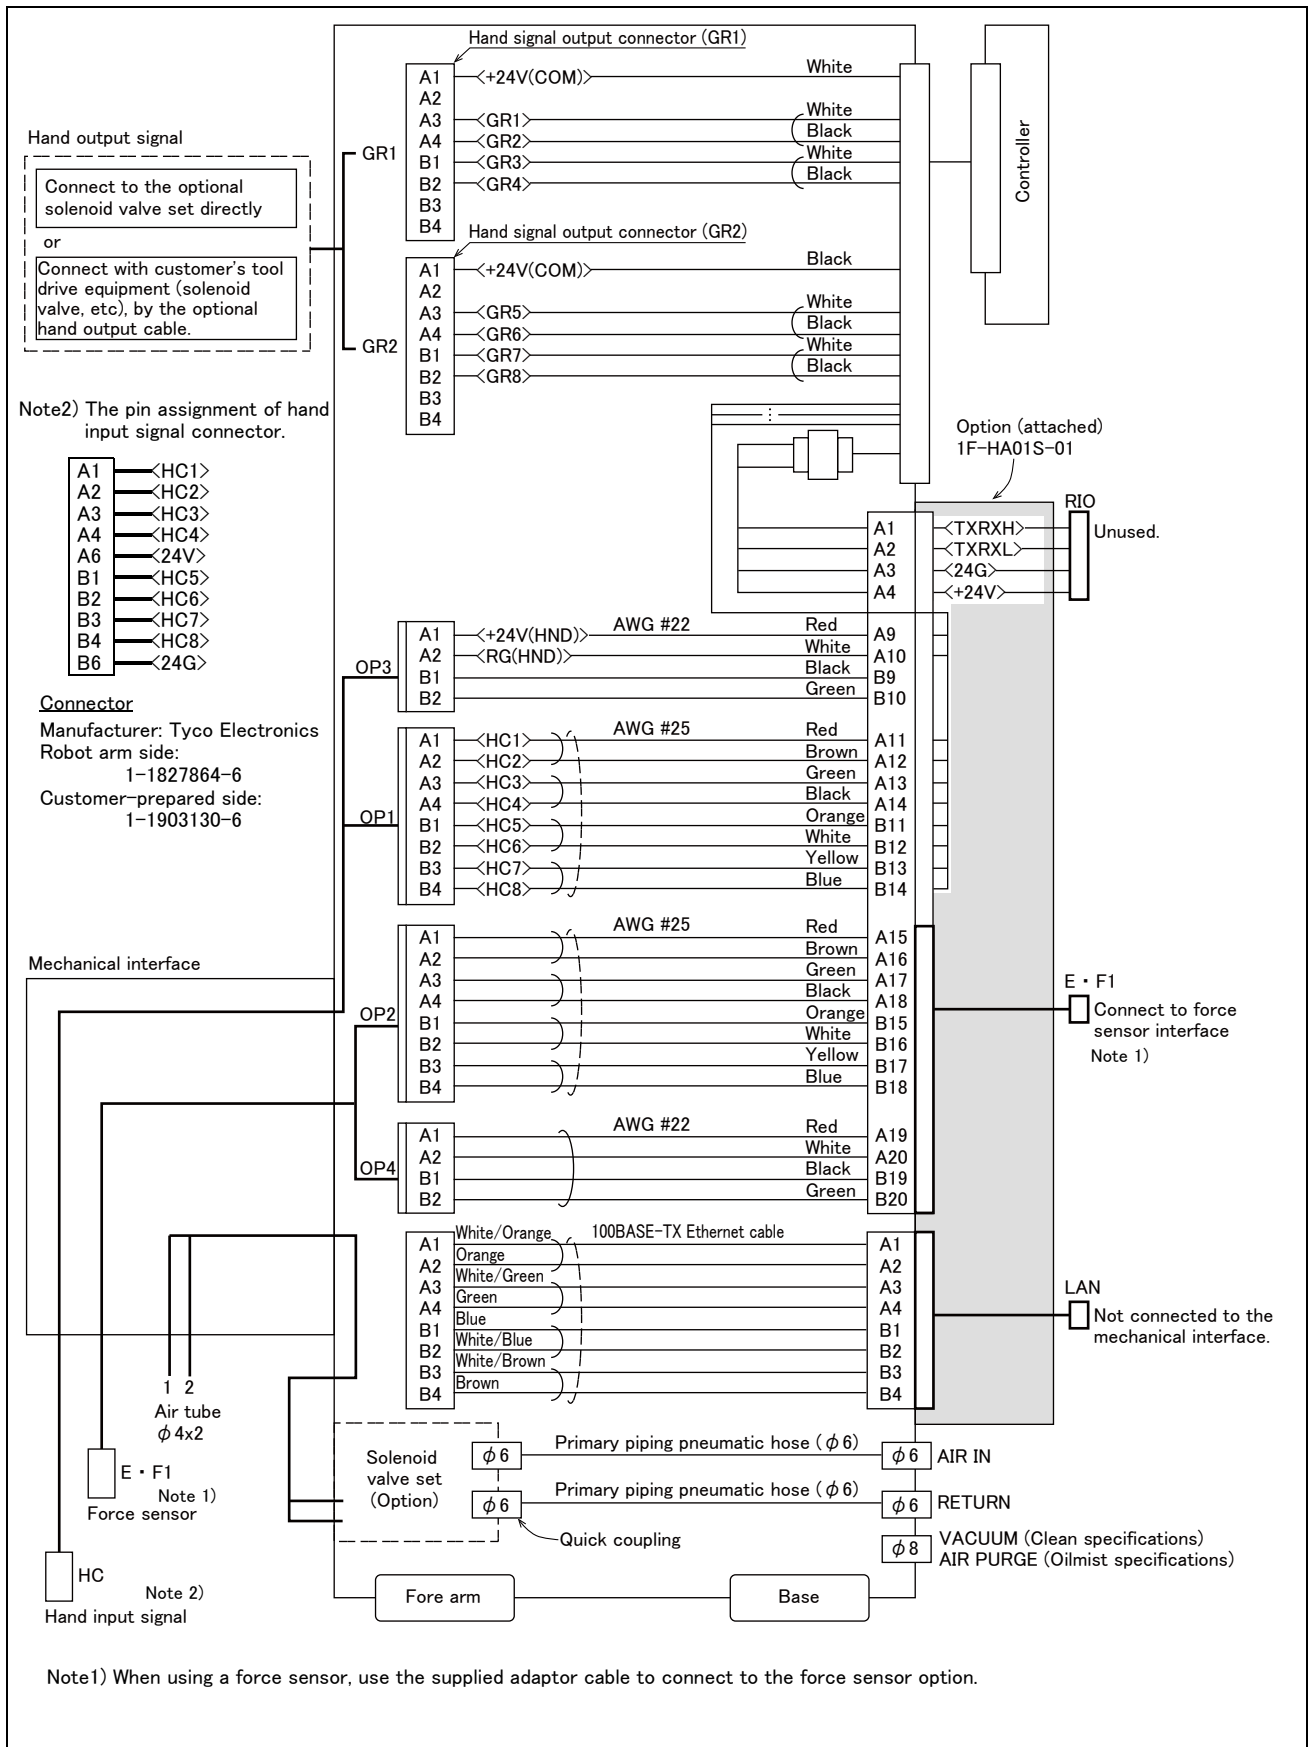 Hand signal output connector (GR1)
A1 <+24V(COM)> White
A2
A3 <GR1> White
A4 <GR2> Black
B1 <GR3> White
B2 <GR4> Black
B3
B4
GR1
Controller
Hand output signal
Connect to the optional
solenoid valve set directly
or
Connect with customer's tool
drive equipment (solenoid
valve, etc), by the optional
hand output cable.
Hand signal output connector (GR2)
A1 <+24V(COM)> Black
A2
A3 <GR5> White
A4 <GR6> Black
B1 <GR7> White
B2 <GR8> Black
B3
B4
GR2
Note2) The pin assignment of hand
input signal connector.
A1 <HC1>
A2 <HC2>
A3 <HC3>
A4 <HC4>
A6 <24V>
B1 <HC5>
B2 <HC6>
B3 <HC7>
B4 <HC8>
B6 <24G>
Connector
Manufacturer: Tyco Electronics
Robot arm side:
1-1827864-6
Customer-prepared side:
1-1903130-6
Option (attached)
1F-HA01S-01
RIO
Unused.
A1 <TXRXH>
A2 <TXRXL>
A3 <24G>
A4 <+24V>
OP3
A1 <+24V(HND)> AWG #22 Red A9
A2 <RG(HND)> White A10
B1 Black B9
B2 Green B10
OP1
A1 <HC1> AWG #25 Red A11
A2 <HC2> Brown A12
A3 <HC3> Green A13
A4 <HC4> Black A14
B1 <HC5> Orange B11
B2 <HC6> White B12
B3 <HC7> Yellow B13
B4 <HC8> Blue B14
Mechanical interface
OP2
A1 AWG #25 Red A15
A2 Brown A16
A3 Green A17
A4 Black A18
B1 Orange B15
B2 White B16
B3 Yellow B17
B4 Blue B18
E・F1
Connect to force
sensor interface
Note 1)
OP4
A1 AWG #22 Red A19
A2 White A20
B1 Black B19
B2 Green B20
A1 White/Orange 100BASE-TX Ethernet cable A1
A2 Orange A2
A3 White/Green A3
A4 Green A4
B1 Blue B1
B2 White/Blue B2
B3 White/Brown B3
B4 Brown B4
LAN
Not connected to the
mechanical interface.
1 2
Air tube
φ4x2
E・F1
Note 1)
Force sensor
HC
Note 2)
Hand input signal
Solenoid
valve set
(Option)
φ6 Primary piping pneumatic hose (φ6) φ6 AIR IN
φ6 Primary piping pneumatic hose (φ6) φ6 RETURN
Quick coupling
φ8 VACUUM (Clean specifications)
AIR PURGE (Oilmist specifications)
Fore arm
Base
Note1) When using a force sensor, use the supplied adaptor cable to connect to the force sensor option.